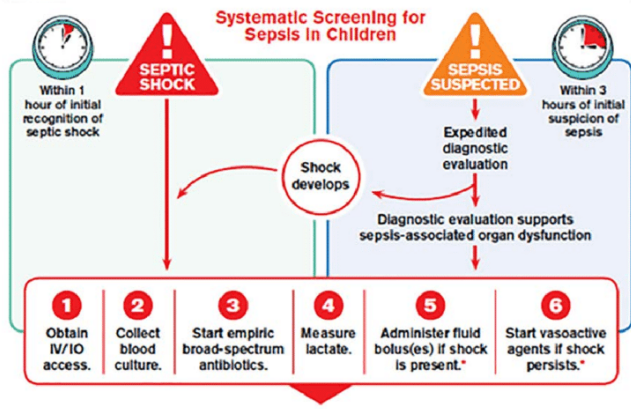 Systematic Screening for
Sepsis in Children
Within 1
hour of initial
recognition of
septic shock
SEPTIC
SHOCK
SEPSIS
SUSPECTED
Within 3
hours of initial
suspicion of
sepsis
Expedited
diagnostic
evaluation
Shock
develops
Diagnostic evaluation supports
sepsis-associated organ dysfunction
1
Obtain
IV/IO
access.
2
Collect
blood
culture.
3
Start empiric
broad-spectrum
antibiotics.
4
Measure
lactate.
5
Administer fluid
bolus(es) if shock
is present.*
6
Start vasoactive
agents if shock
persists.*